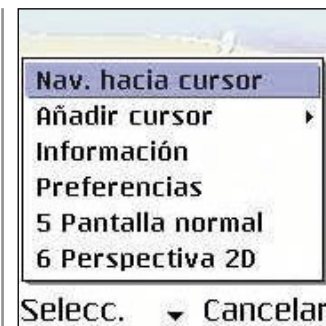 Nav. hacia cursor
Añadir cursor
Información
Preferencias
5 Pantalla normal
6 Perspectiva 2D
Selecc. Cancelar